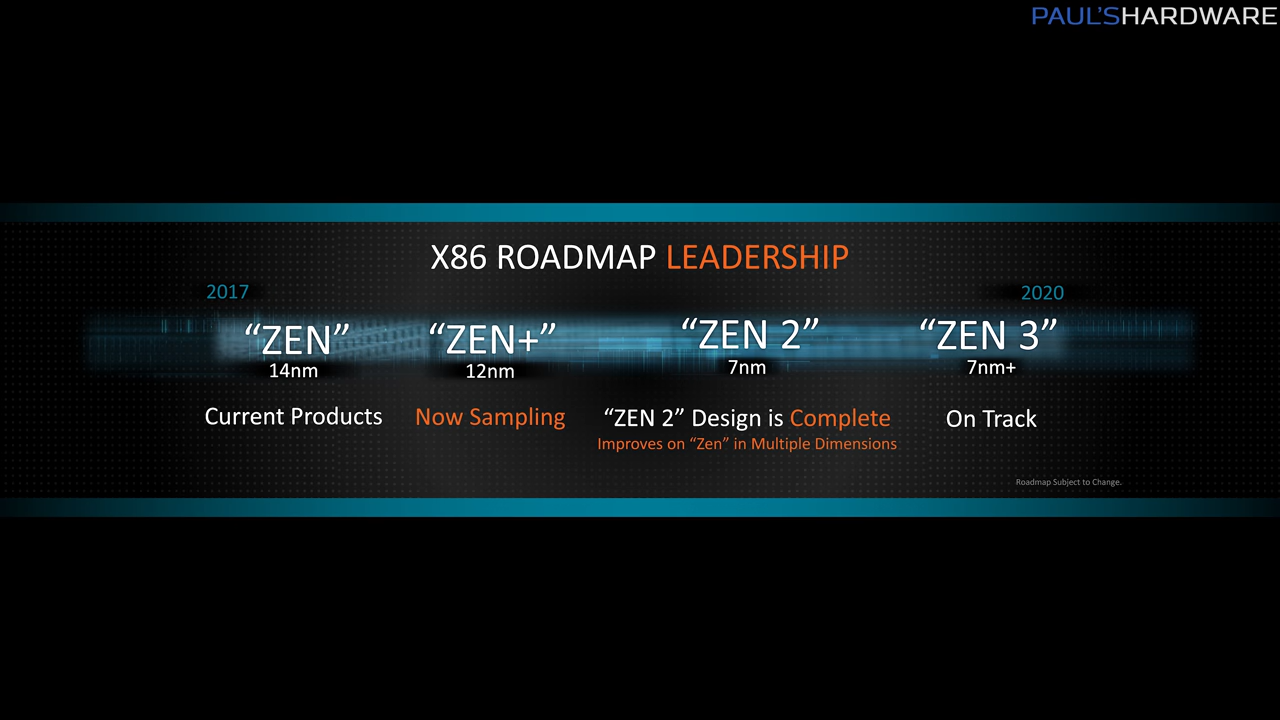 PAUL'SHARDWARE
X86 ROADMAP LEADERSHIP
2017
2020
“ZEN”
14nm
Current Products
“ZEN+”
12nm
Now Sampling
“ZEN 2”
7nm
“ZEN 2” Design is Complete
Improves on “Zen” in Multiple Dimensions
“ZEN 3”
7nm+
On Track
Roadmap Subject to Change.